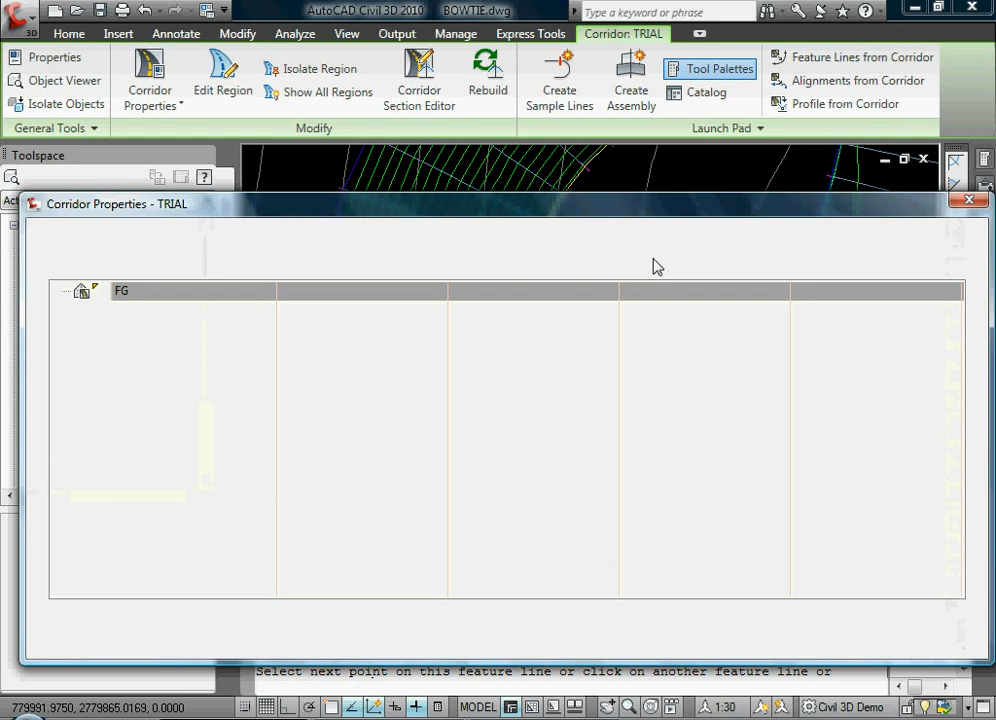 AutoCAD Civil 3D 2010 BOWTIE.dwg
Type a keyword or phrase
3D
Home Insert Annotate Modify Analyze View Output Manage Express Tools Corridor: TRIAL
Properties
Object Viewer
Isolate Objects
Corridor Properties
Edit Region
Isolate Region
Show All Regions
Corridor Section Editor
Rebuild
Create Sample Lines
Create Assembly
Tool Palettes
Catalog
Feature Lines from Corridor
Alignments from Corridor
Profile from Corridor
General Tools Modify Launch Pad
Toolspace
Act
Corridor Properties - TRIAL
FG
Select next point on this feature line or click on another feature line or
779991.9750, 2779865.0169, 0.0000 MODEL 1:30 Civil 3D Demo